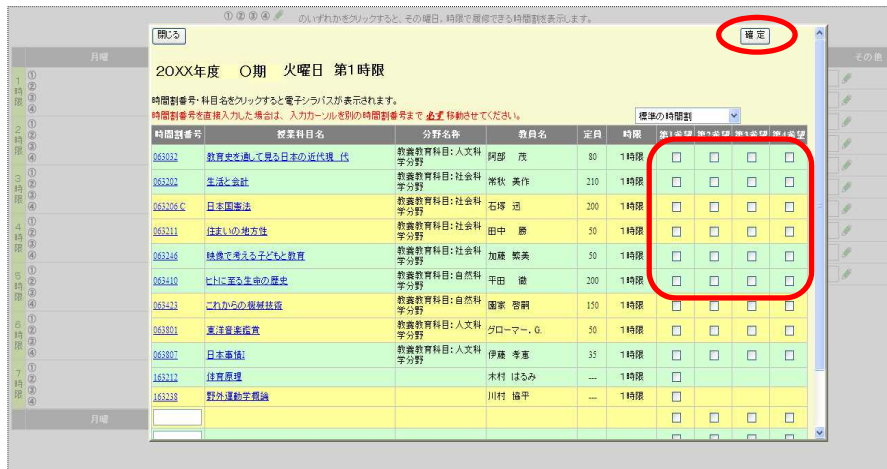 ①②③④ のいずれかをクリックすると、その曜日、時限で履修できる時間割を表示します。
閉じる
確定
月曜
その他
20XX年度 〇期 火曜日 第1時限
時間割番号・科目名をクリックすると電子シラバスが表示されます。
時間割番号を直接入力した場合は、入力カーソルを別の時間割番号まで 必ず 移動させてください。
標準の時間割
時間割番号 授業科目名 分野名称 教員名 定員 時限 第1希望 第2希望 第3希望 第4希望
063032 教育史を通して見る日本の近代現 代 教養教育科目:人文科学分野 阿部 茂 80 1時限
063202 生活と会計 教養教育科目:社会科学分野 常秋 美作 210 1時限
063206 C 日本国憲法 教養教育科目:社会科学分野 石塚 迅 200 1時限
063211 住まいの地方性 教養教育科目:社会科学分野 田中 勝 50 1時限
063246 映像で考える子どもと教育 教養教育科目:社会科学分野 加藤 繁美 50 1時限
063410 ヒトに至る生命の歴史 教養教育科目:自然科学分野 平田 徹 200 1時限
063423 これからの機械技術 教養教育科目:自然科学分野 園家 啓嗣 150 1時限
063801 東洋音楽鑑賞 教養教育科目:人文科学分野 グローマー,G. 50 1時限
063807 日本事情I 教養教育科目:人文科学分野 伊藤 孝恵 35 1時限
163212 体育原理 木村 はるみ --- 1時限
163238 野外運動学概論 川村 協平 --- 1時限
1時限 ①②③④
2時限 ①②③④
3時限 ①②③④
4時限 ①②③④
5時限 ①②③④
6時限 ①②③④
7時限 ①②③④
月曜